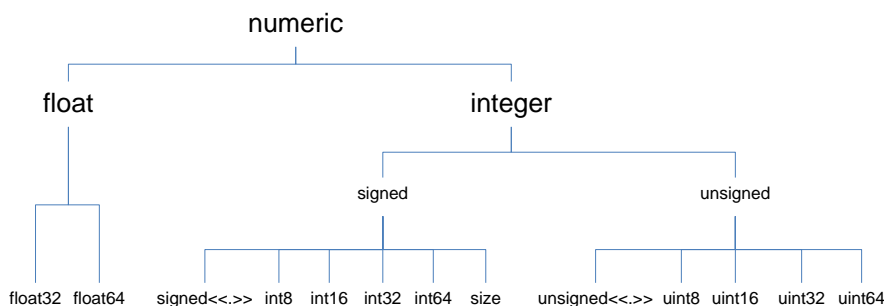 numeric
float integer
signed unsigned
float32 float64 signed<<.>> int8 int16 int32 int64 size unsigned<<.>> uint8 uint16 uint32 uint64